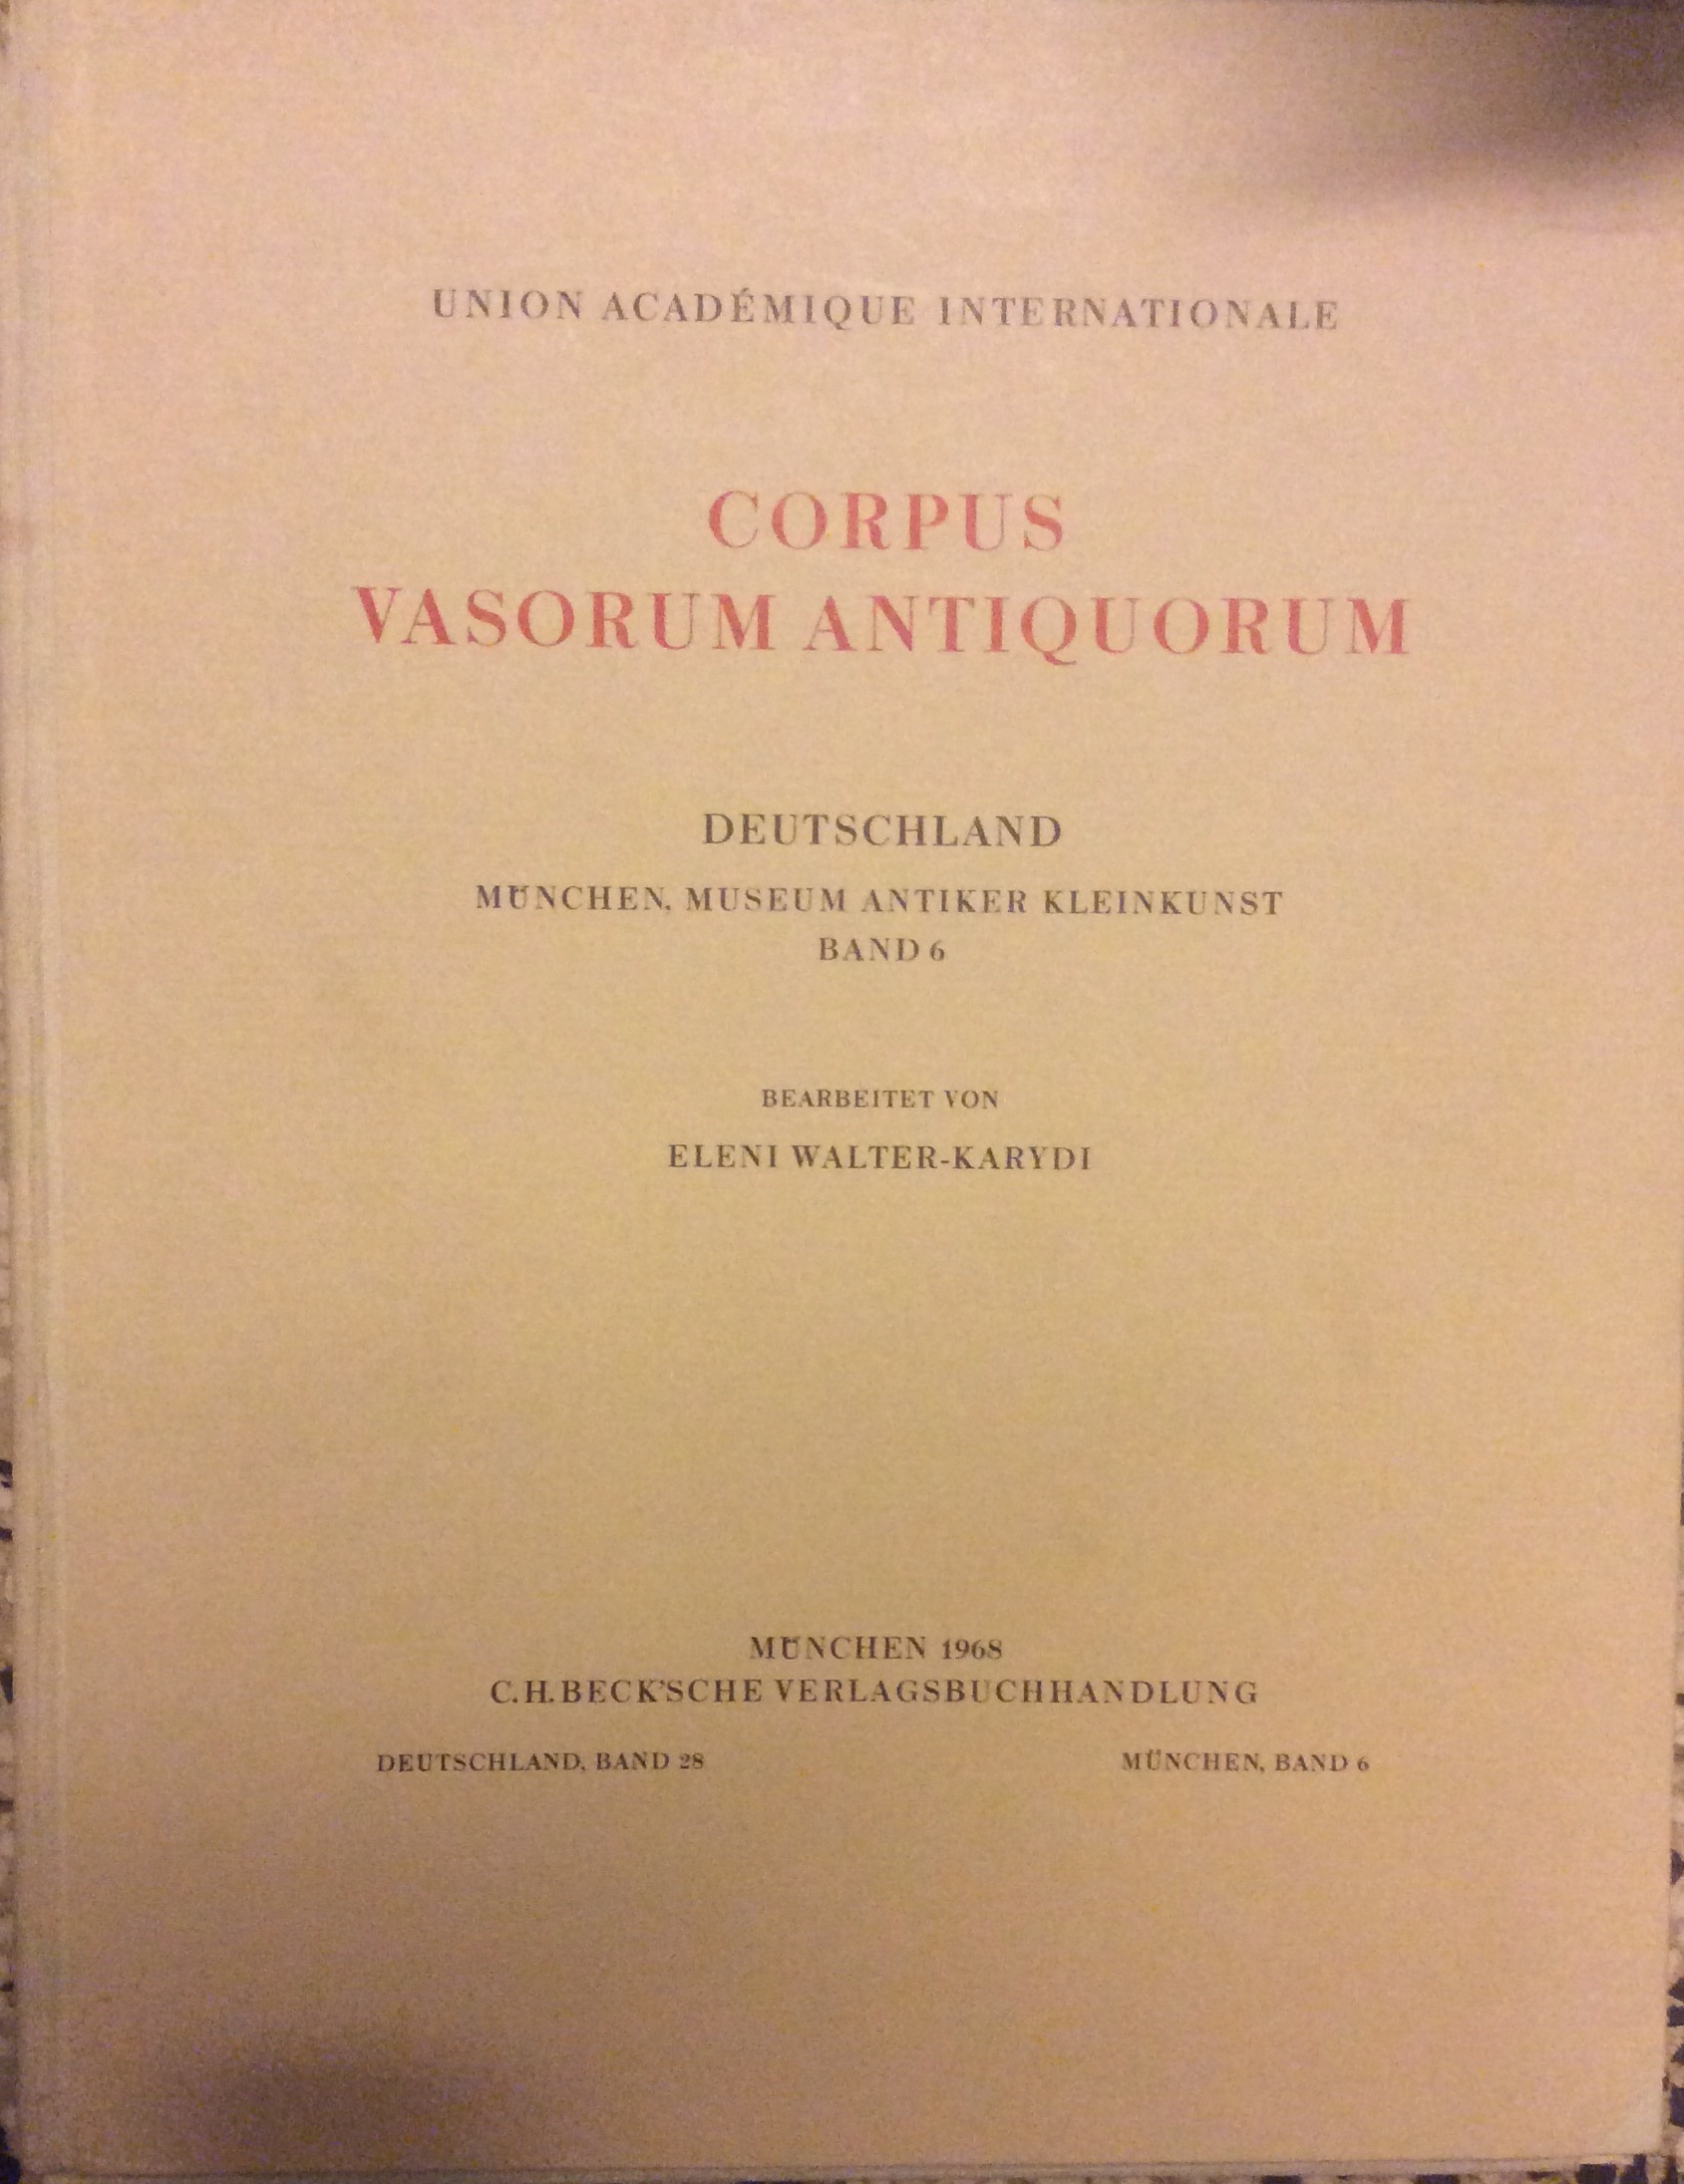 UNION ACADÉMIQUE INTERNATIONALE
CORPUS
VASORUM ANTIQUORUM
DEUTSCHLAND
MÜNCHEN, MUSEUM ANTIKER KLEINKUNST
BAND 6
BEARBEITET VON
ELENI WALTER-KARYDI
MÜNCHEN 1968
C.H.BECK'SCHE VERLAGSBUCHHANDLUNG
DEUTSCHLAND, BAND 28
MÜNCHEN, BAND 6